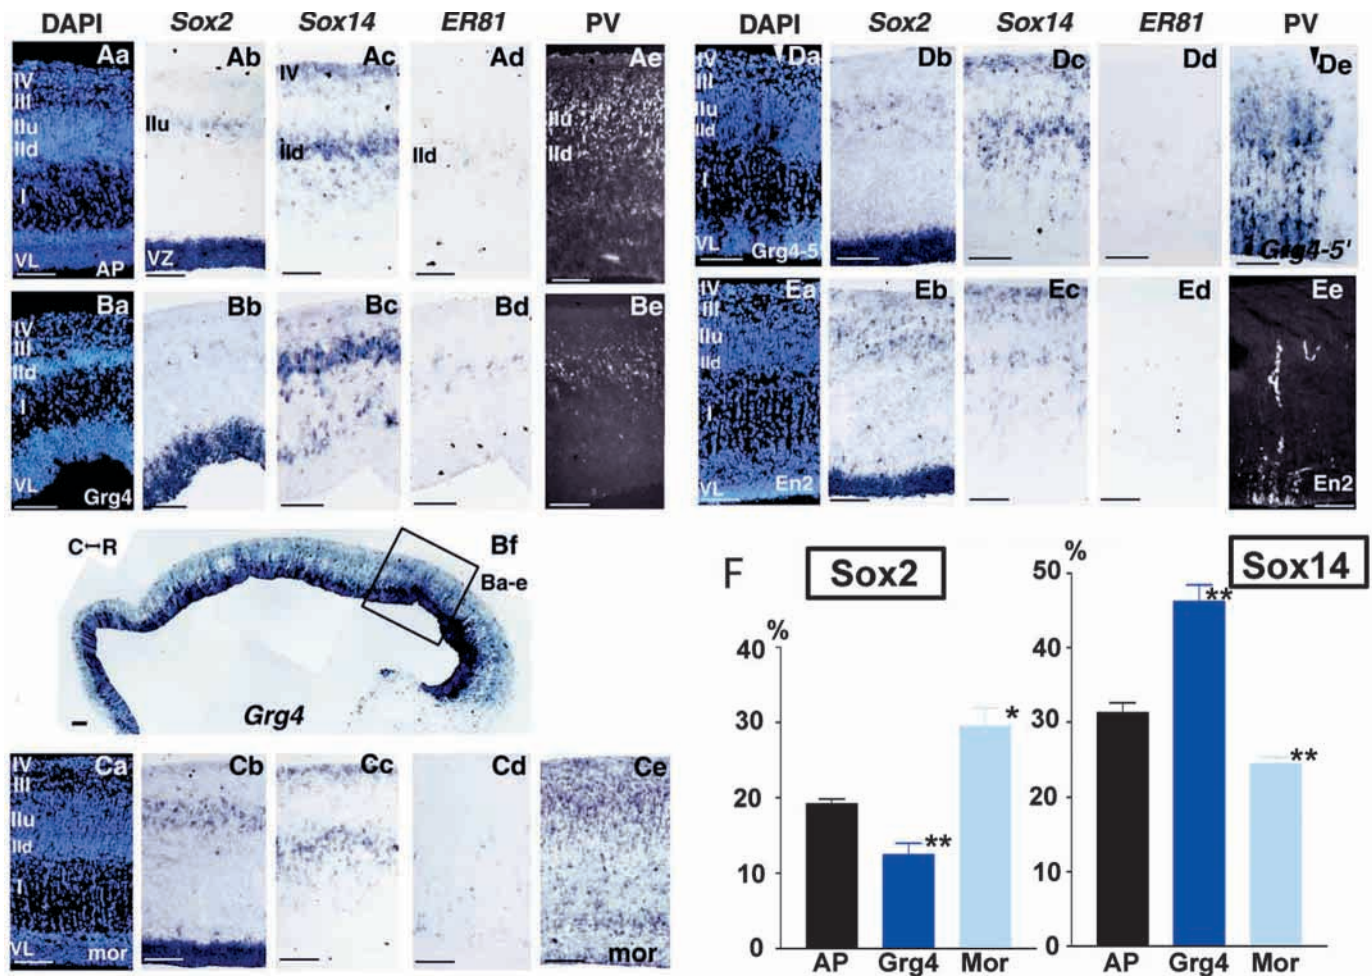 DAPI Sox2 Sox14 ER81 PV DAPI Sox2 Sox14 ER81 PV
Aa Ab Ac Ad Ae Da Db Dc Dd De
IV
III
IIu
IId
I
VL
AP
IIu
VZ
IV
IId
IId
IIu
IId
IV
III
IIu
IId
I
VL
Grg4-5
Grg4-5'
Ba Bb Bc Bd Be Ea Eb Ec Ed Ee
IV
III
IId
I
VL
Grg4
IV
III
IIu
IId
I
VL
En2
En2
C↔R
Bf
Ba-e
Grg4
Ca Cb Cc Cd Ce
IV
III
IIu
IId
I
VL
mor
mor
F
Sox2
%
40
30
20
10
0
**
*
AP Grg4 Mor
Sox14
%
50
40
30
20
10
0
**
**
AP Grg4 Mor